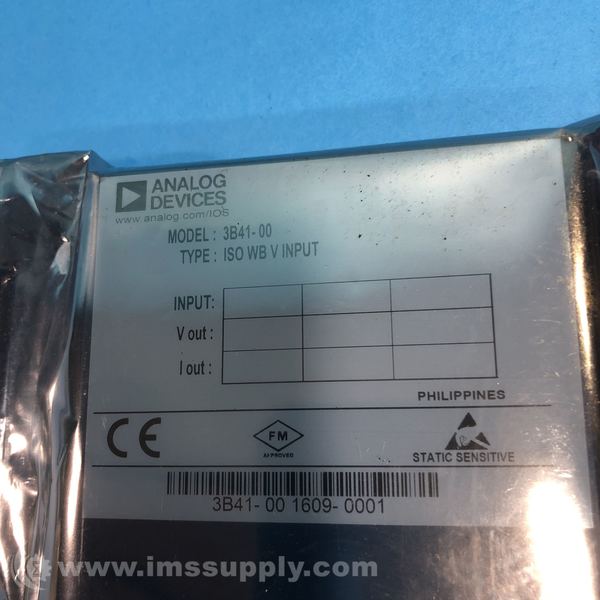 ANALOG
DEVICES
www.analog.com/IOS
MODEL : 3B41-00
TYPE : ISO WB V INPUT
INPUT:
V out :
I out :
PHILIPPINES
CE
FM
APPROVED
STATIC SENSITIVE
3B41-00 1609-0001
www.imssupply.com